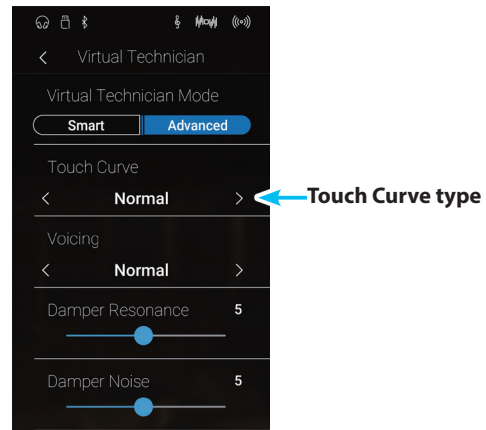 Virtual Technician
Virtual Technician Mode
Smart Advanced
Touch Curve
Normal
Touch Curve type
Voicing
Normal
Damper Resonance 5
Damper Noise 5